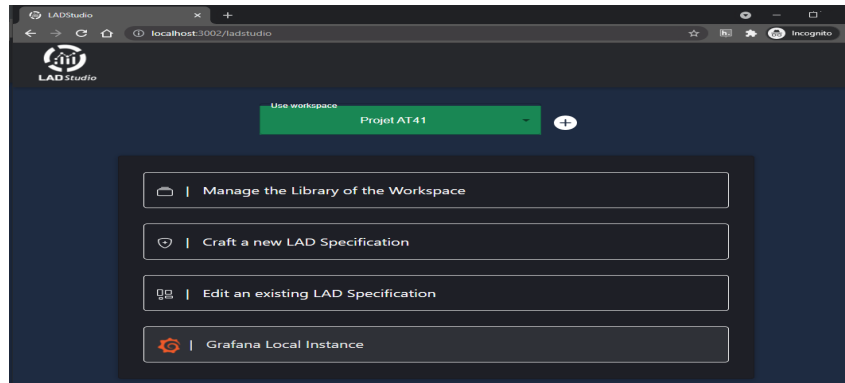 LADStudio
localhost:3002/ladstudio
Incognito
LAD Studio
Use workspace
Projet AT41
| Manage the Library of the Workspace
| Craft a new LAD Specification
| Edit an existing LAD Specification
| Grafana Local Instance